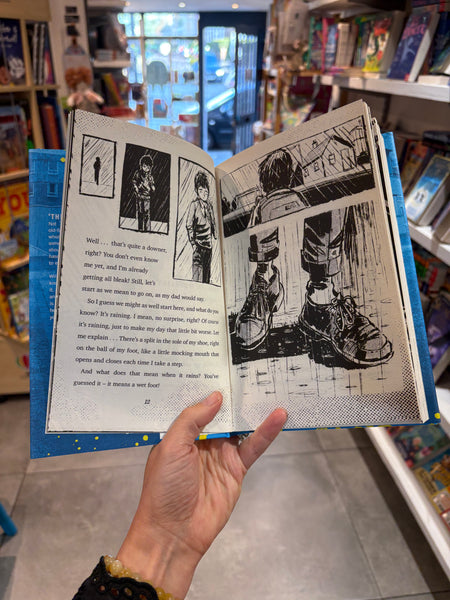 Well . . . that's quite a downer,
right? You don't even know
me yet, and I'm already
getting all bleak! Still, let's
start as we mean to go on, as my dad would say.
So I guess we might as well start here, and what do you
know? It's raining. I mean, no surprise, right? Of course
it's raining, just to make my day that little bit worse. Let
me explain . . . There's a split in the sole of my shoe, right
on the ball of my foot, like a little mocking mouth that
opens and closes each time I take a step.
And what does that mean when it rains? You've
guessed it – it means a wet foot!
22